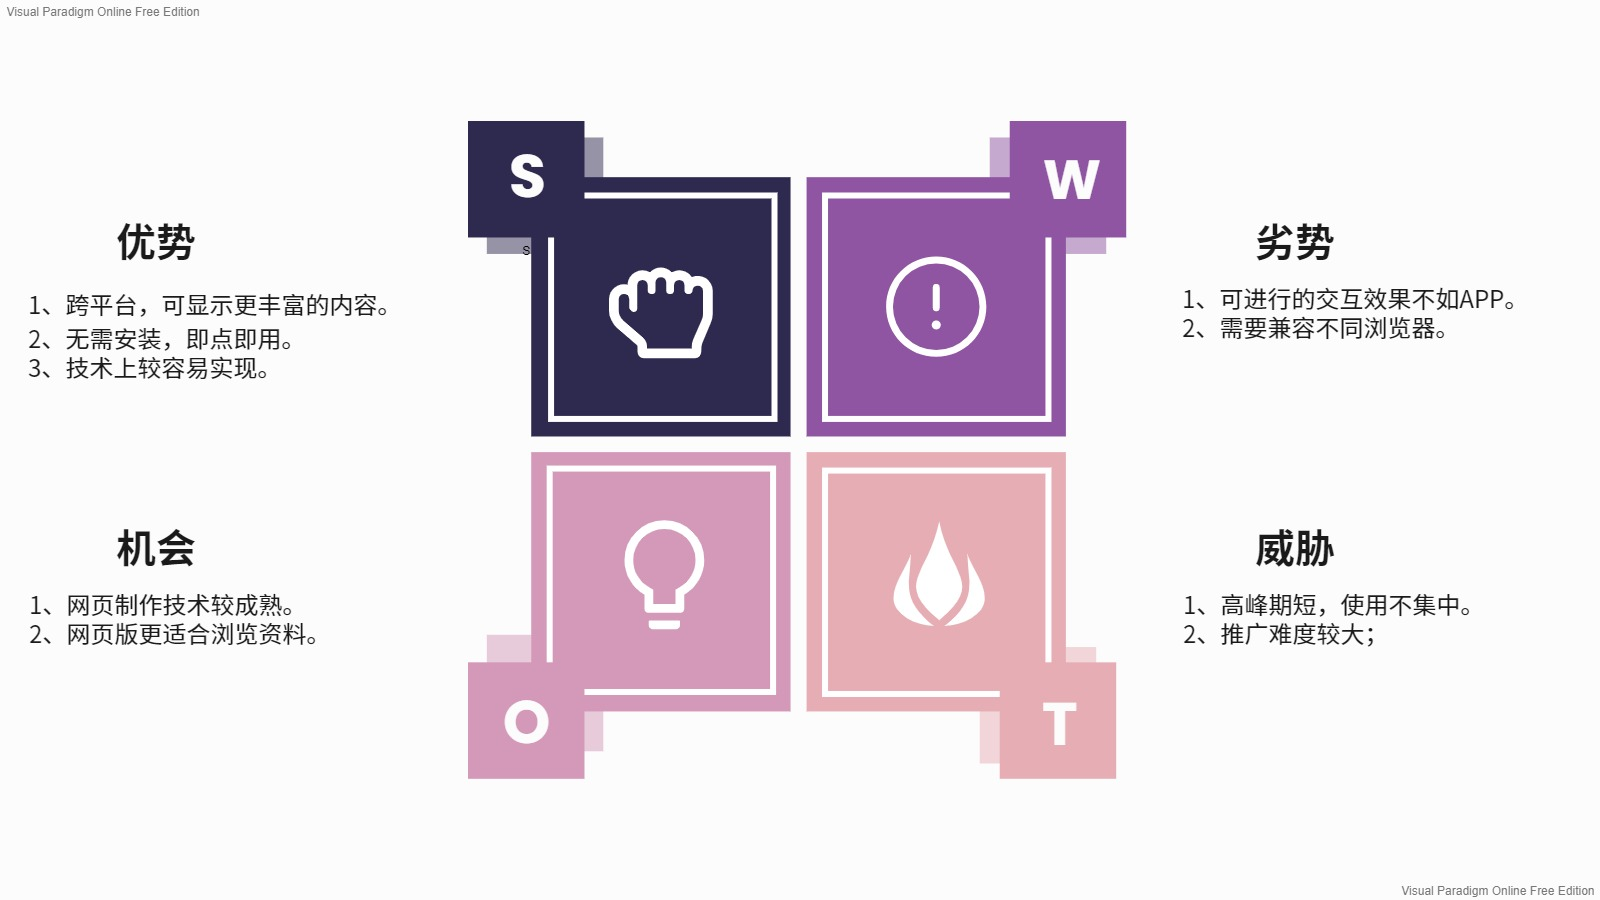 Visual Paradigm Online Free Edition
S
W
s
优势
1、跨平台，可显示更丰富的内容。
2、无需安装，即点即用。
3、技术上较容易实现。
劣势
1、可进行的交互效果不如APP。
2、需要兼容不同浏览器。
机会
1、网页制作技术较成熟。
2、网页版更适合浏览资料。
威胁
1、高峰期短，使用不集中。
2、推广难度较大；
O
T
Visual Paradigm Online Free Edition